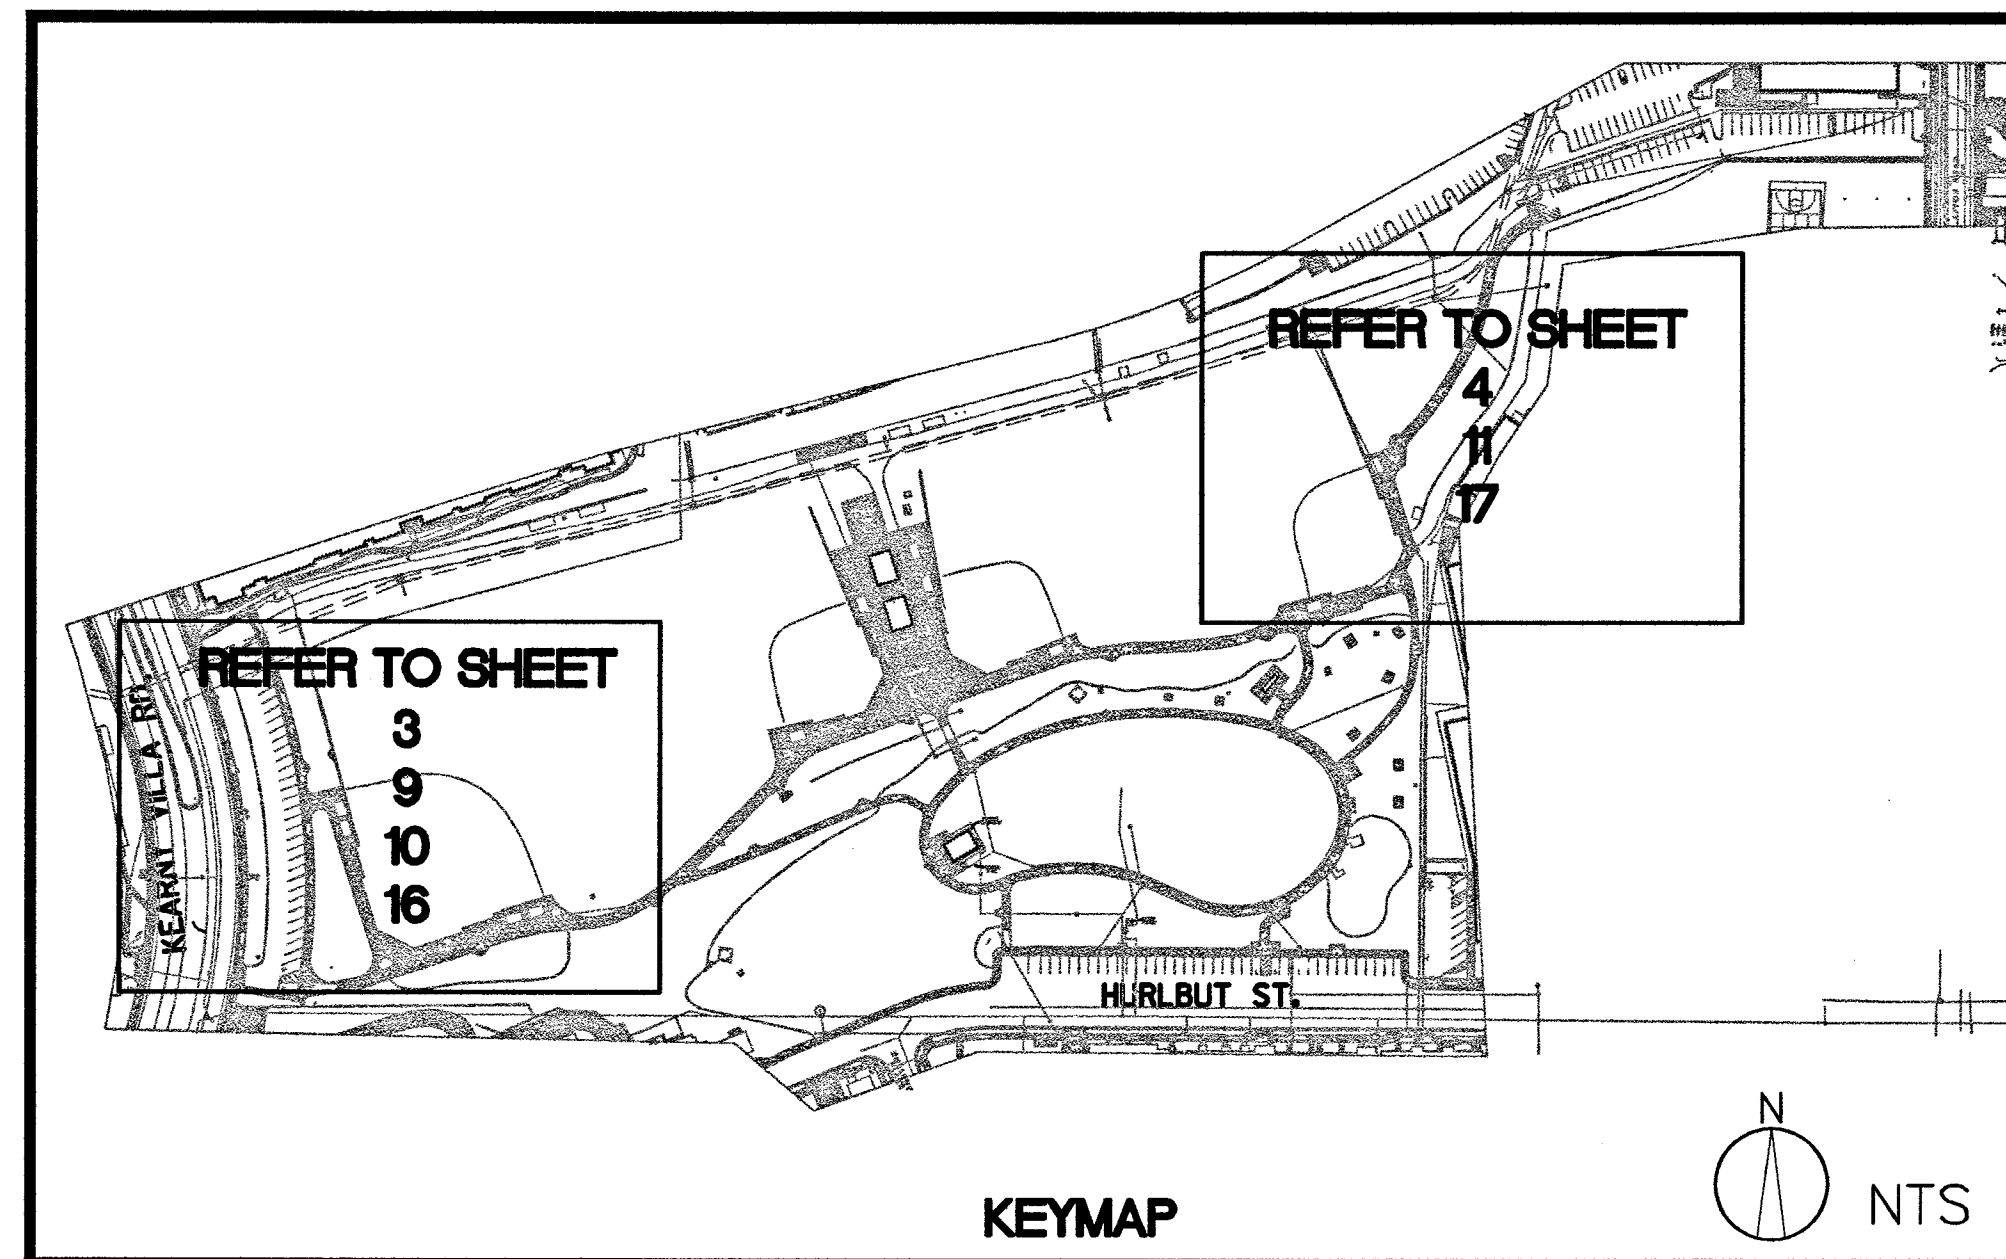 REFER TO SHEET
4
11
17
REFER TO SHEET
3
9
10
16
KEARNY VILLA RD.
HURLBUT ST.
N
NTS
KEYMAP